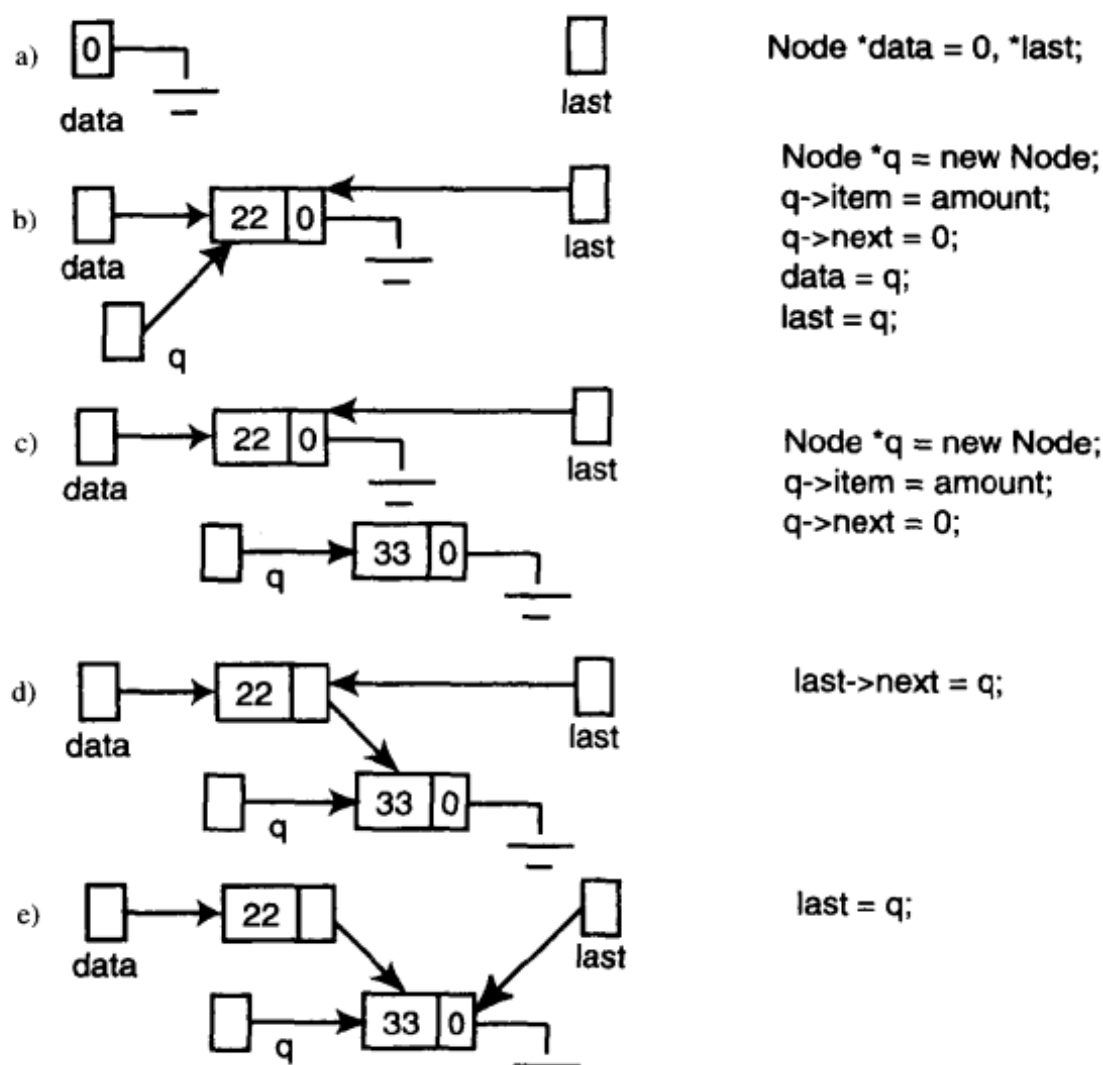 a)
0
data
last
Node *data = 0, *last;
b)
22 0
data
last
q
Node *q = new Node;
q->item = amount;
q->next = 0;
data = q;
last = q;
c)
22 0
data
last
q
33 0
Node *q = new Node;
q->item = amount;
q->next = 0;
d)
22
data
last
q
33 0
last->next = q;
e)
22
data
last
q
33 0
last = q;